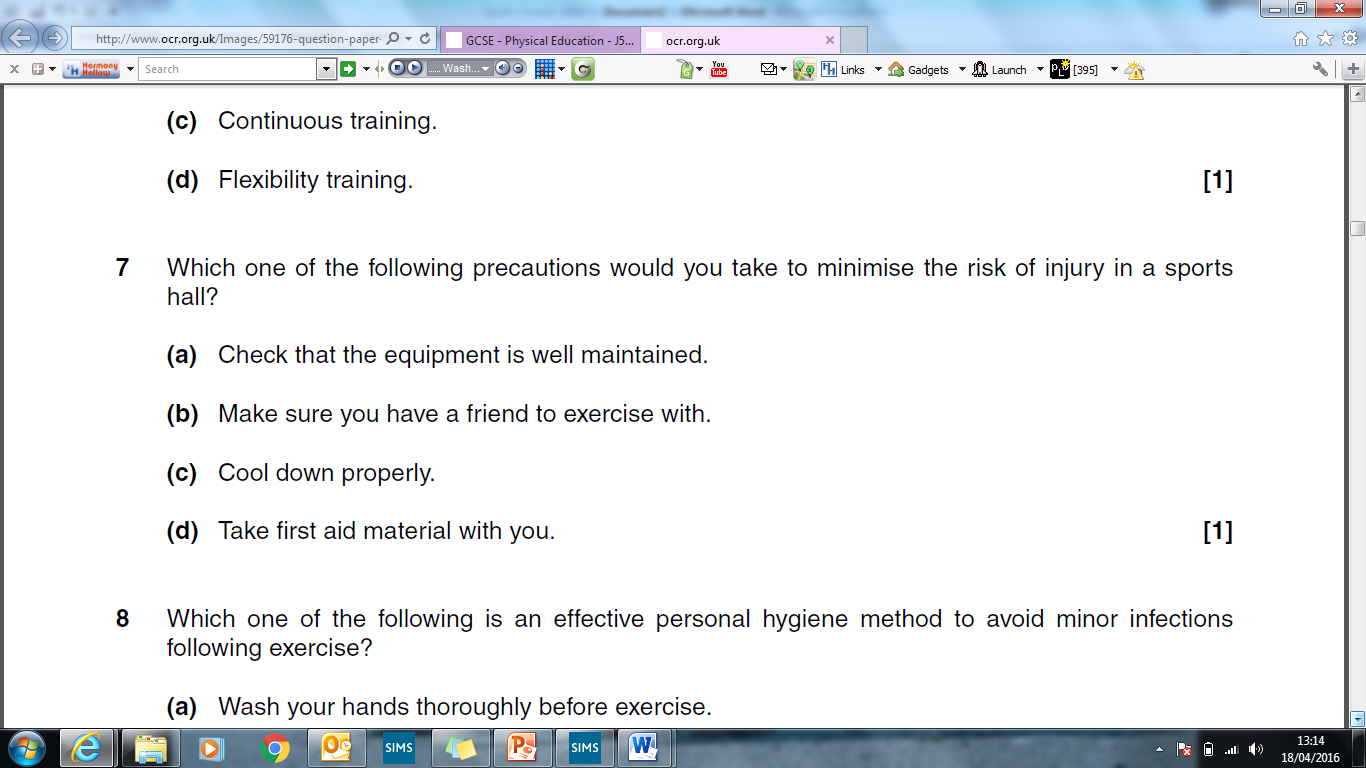 http://www.ocr.org.uk/Images/59176-question-paper-
GCSE - Physical Education - J5...
ocr.org.uk
Harmony Hollow
Search
..... Wash...
You Tube
Links
Gadgets
Launch
[395]
(c) Continuous training.
(d) Flexibility training. [1]
7 Which one of the following precautions would you take to minimise the risk of injury in a sports
hall?
(a) Check that the equipment is well maintained.
(b) Make sure you have a friend to exercise with.
(c) Cool down properly.
(d) Take first aid material with you. [1]
8 Which one of the following is an effective personal hygiene method to avoid minor infections
following exercise?
(a) Wash your hands thoroughly before exercise.
SIMS
SIMS
13:14
18/04/2016